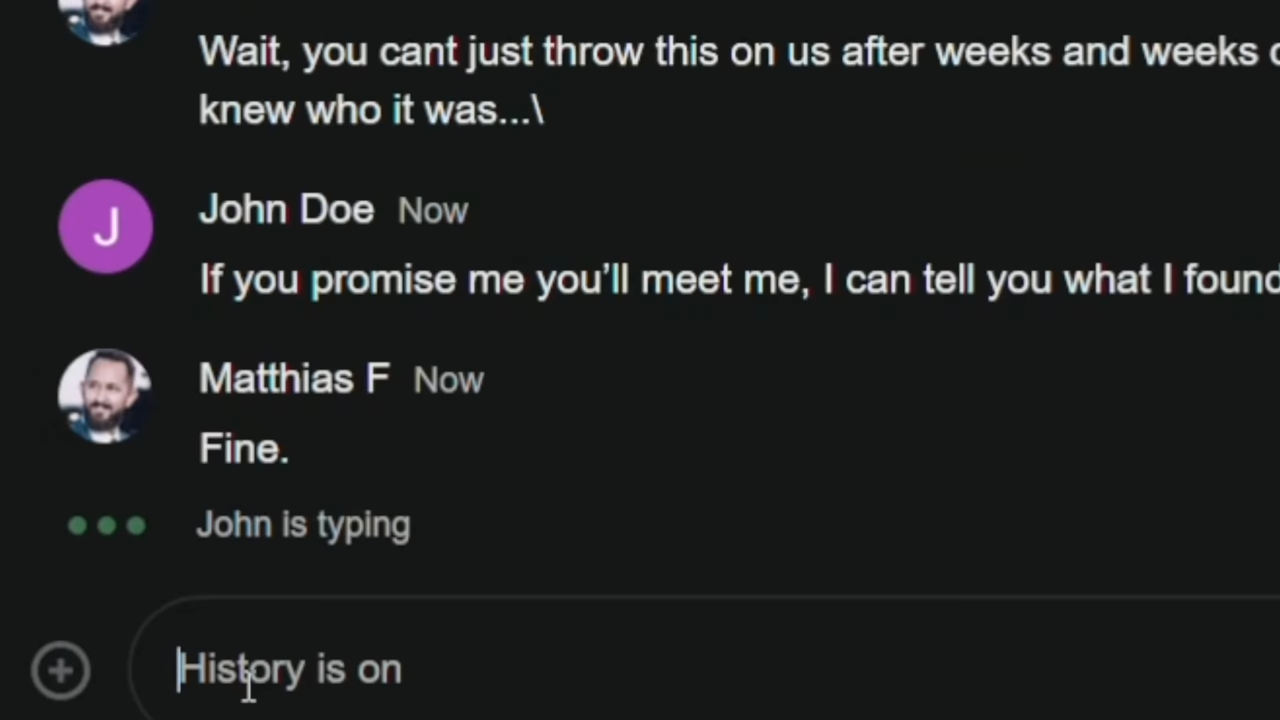 Wait, you cant just throw this on us after weeks and weeks
knew who it was...\
J
John Doe Now
If you promise me you’ll meet me, I can tell you what I found
Matthias F Now
Fine.
John is typing
History is on